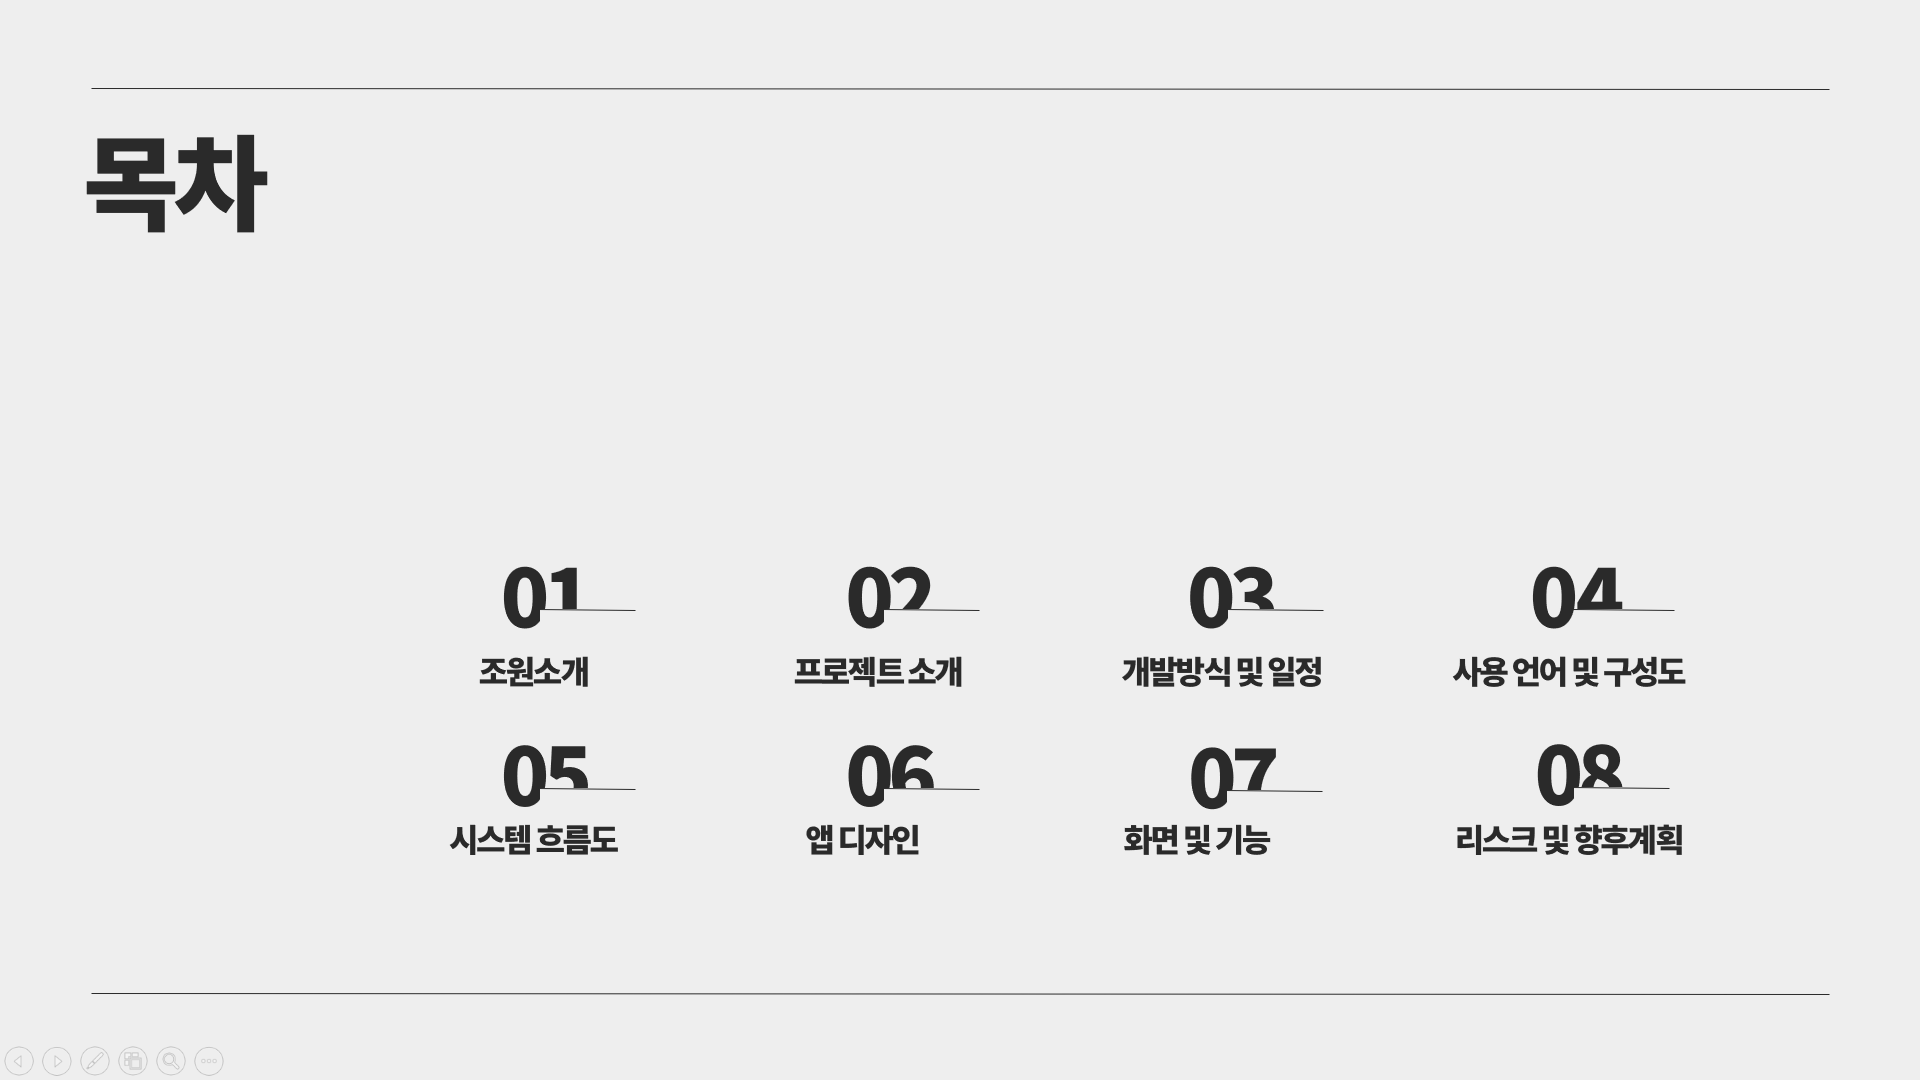 목차
01
02
03
04
조원소개
프로젝트 소개
개발방식 및 일정
사용 언어 및 구성도
05
06
07
08
시스템 흐름도
앱 디자인
화면 및 기능
리스크 및 향후계획